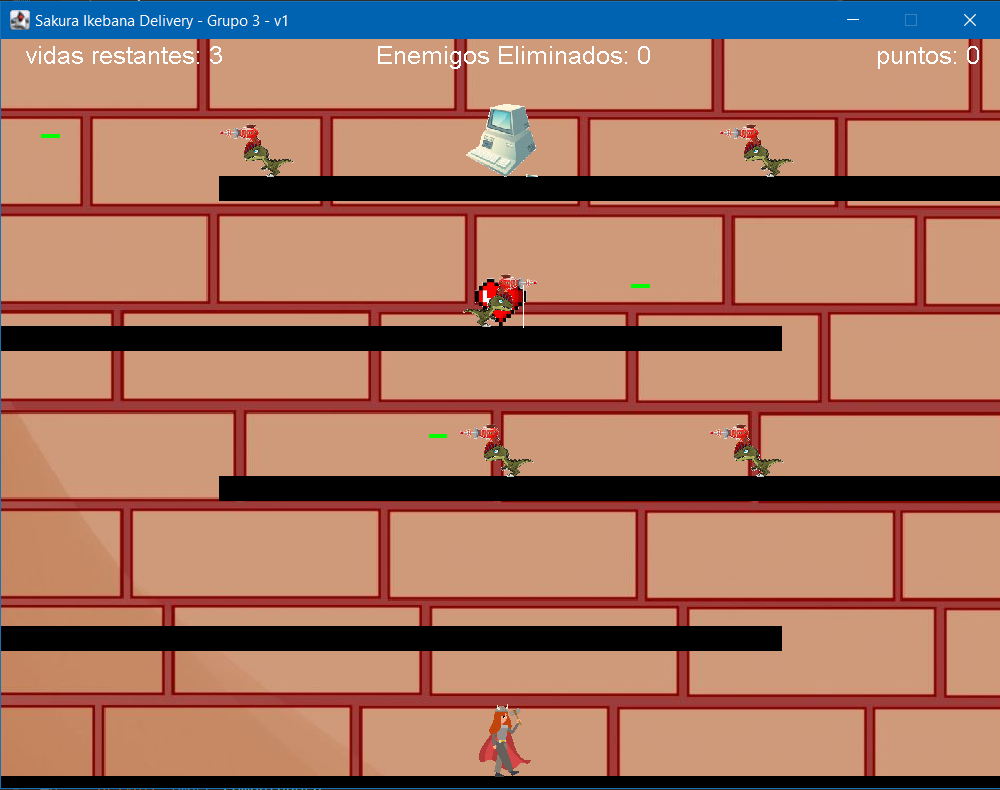 Sakura Ikebana Delivery - Grupo 3 - v1
vidas restantes: 3 Enemigos Eliminados: 0 puntos: 0